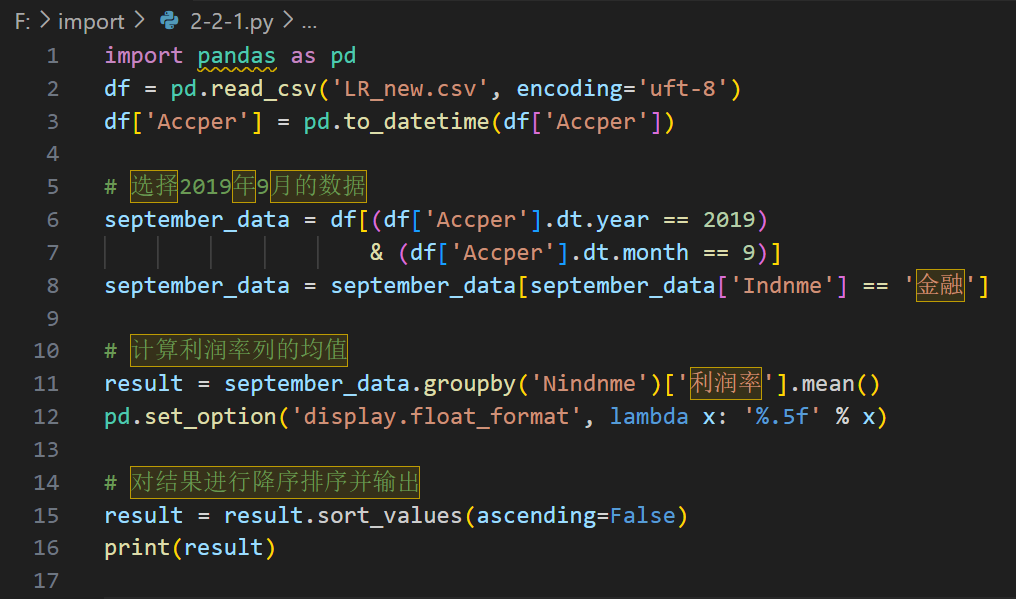 F: > import > 2-2-1.py > ...
1 import pandas as pd
2 df = pd.read_csv('LR_new.csv', encoding='uft-8')
3 df['Accper'] = pd.to_datetime(df['Accper'])
4
5 # 选择2019年9月的数据
6 september_data = df[(df['Accper'].dt.year == 2019)
7                     & (df['Accper'].dt.month == 9)]
8 september_data = september_data[september_data['Indnme'] == '金融']
9
10 # 计算利润率列的均值
11 result = september_data.groupby('Nindnme')['利润率'].mean()
12 pd.set_option('display.float_format', lambda x: '%.5f' % x)
13
14 # 对结果进行降序排序并输出
15 result = result.sort_values(ascending=False)
16 print(result)
17